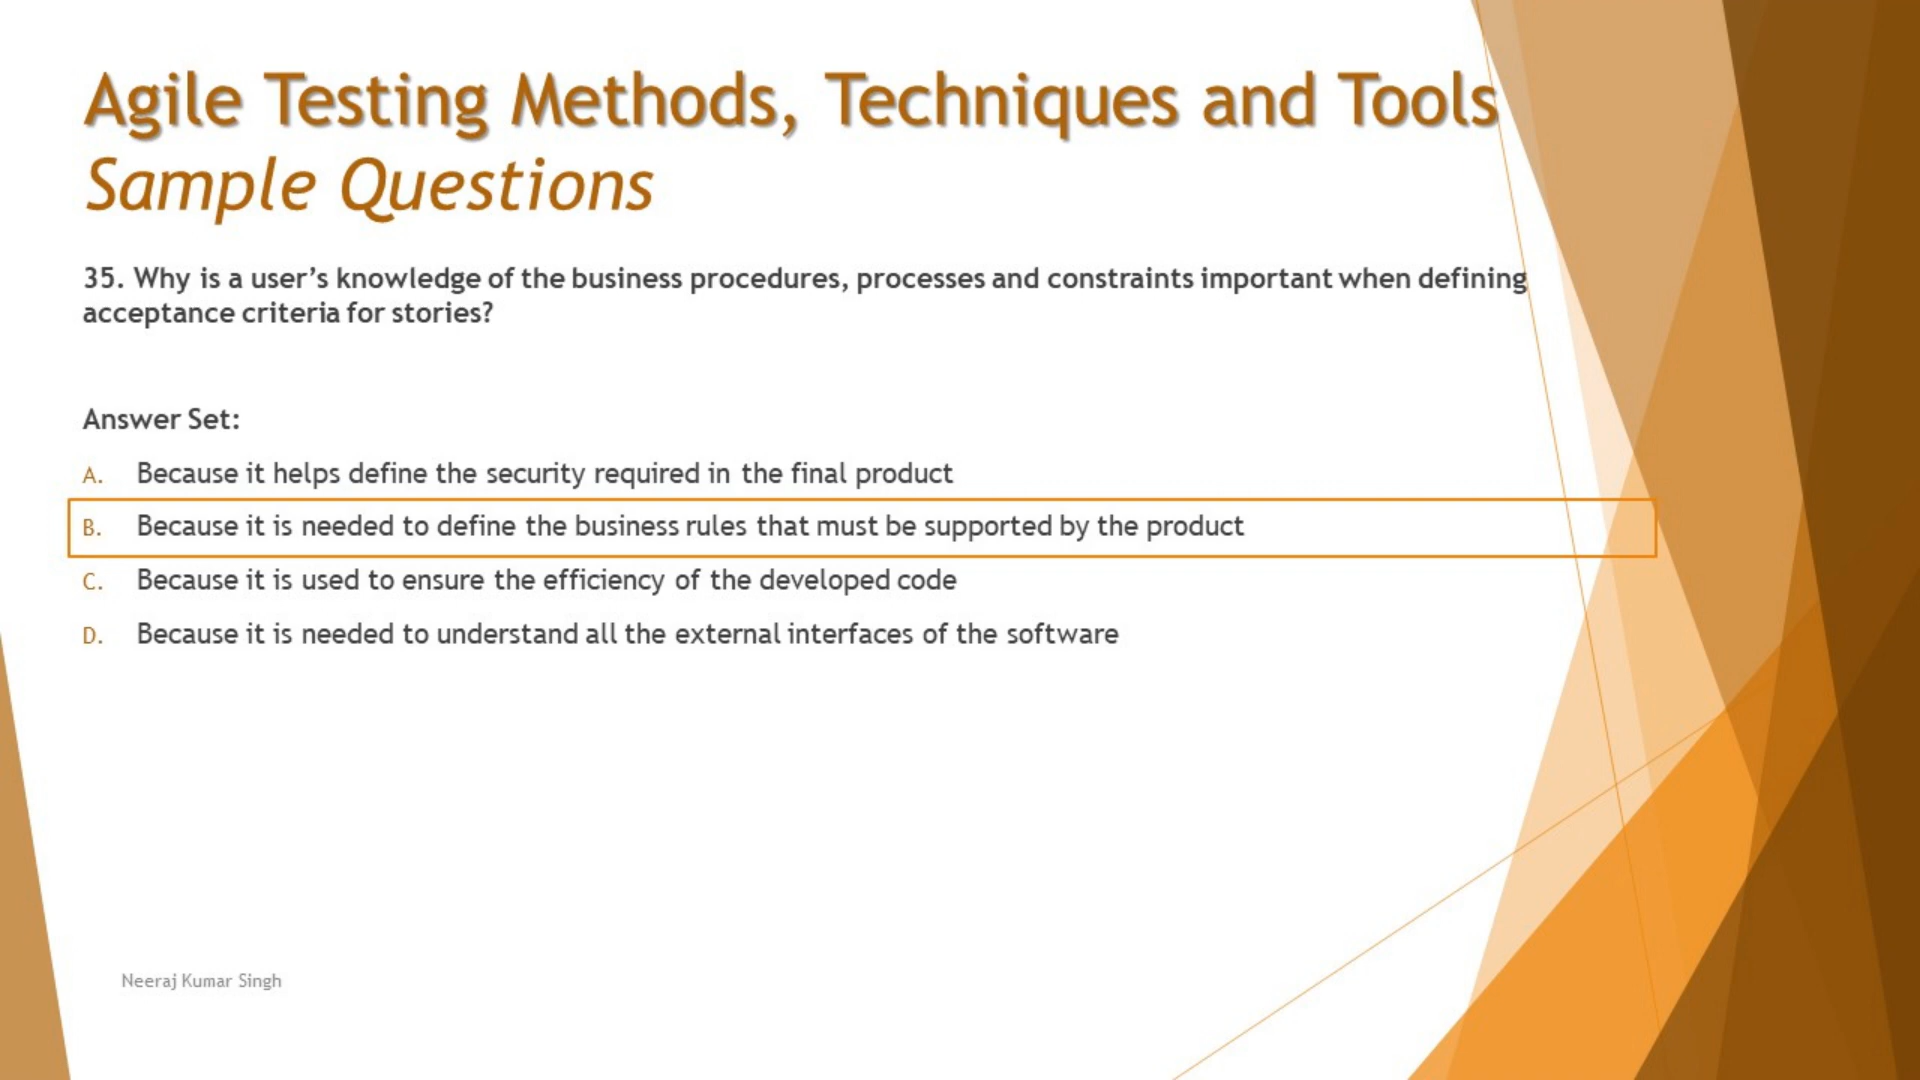 Agile Testing Methods, Techniques and Tools
Sample Questions
35. Why is a user’s knowledge of the business procedures, processes and constraints important when defining
acceptance criteria for stories?
Answer Set:
A. Because it helps define the security required in the final product
B. Because it is needed to define the business rules that must be supported by the product
C. Because it is used to ensure the efficiency of the developed code
D. Because it is needed to understand all the external interfaces of the software
Neeraj Kumar Singh